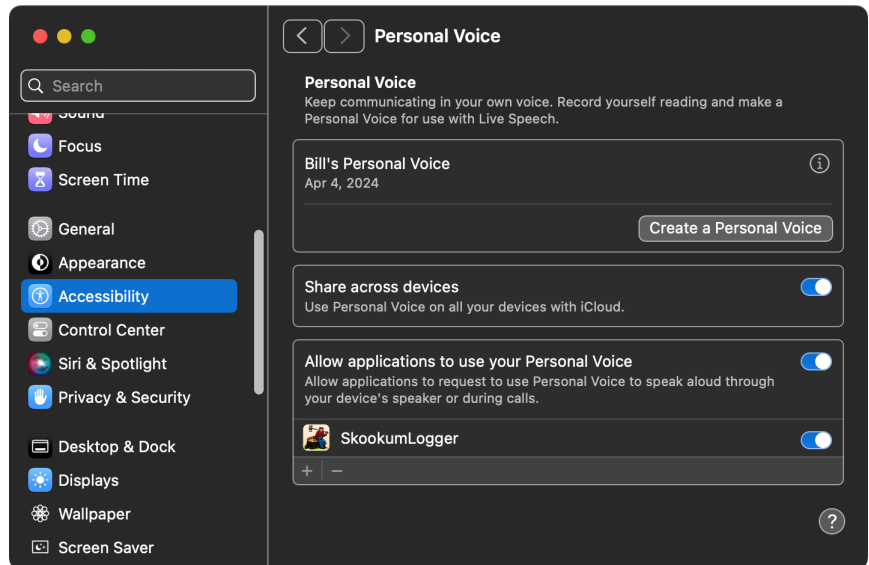 Personal Voice
Search
Sound
Focus
Screen Time
General
Appearance
Accessibility
Control Center
Siri & Spotlight
Privacy & Security
Desktop & Dock
Displays
Wallpaper
Screen Saver
Personal Voice
Keep communicating in your own voice. Record yourself reading and make a
Personal Voice for use with Live Speech.
Bill's Personal Voice
Apr 4, 2024
Create a Personal Voice
Share across devices
Use Personal Voice on all your devices with iCloud.
Allow applications to use your Personal Voice
Allow applications to request to use Personal Voice to speak aloud through
your device's speaker or during calls.
SkookumLogger
+ −
?